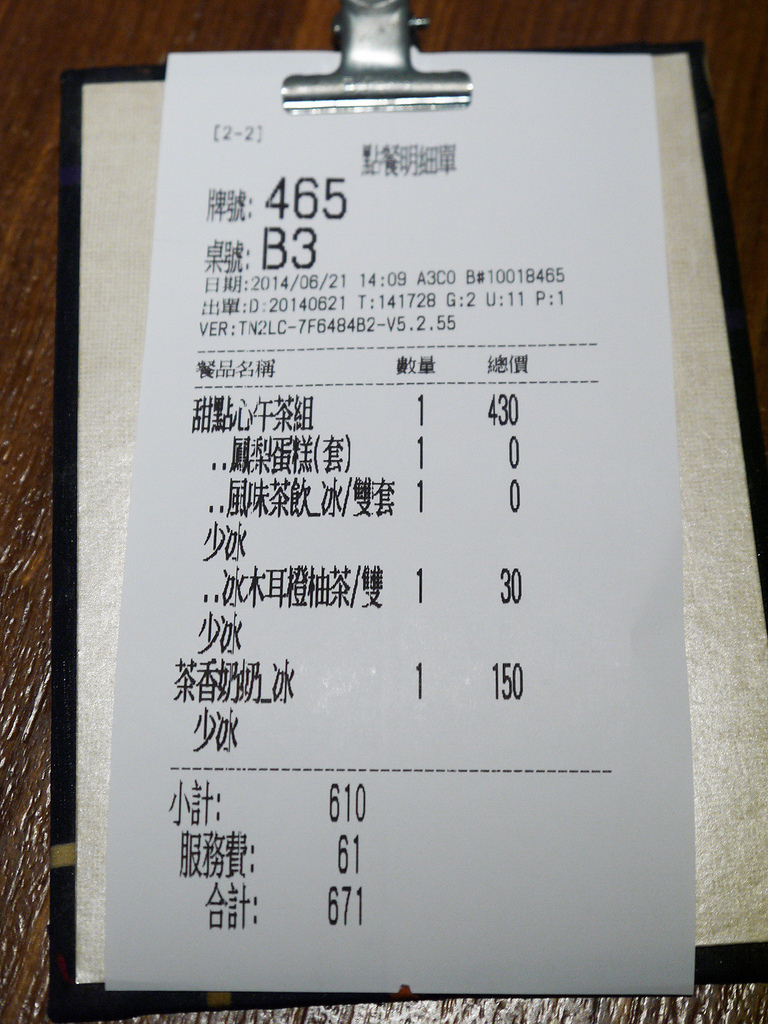 [2-2]
點餐明細單
牌號: 465
桌號: B3
日期:2014/06/21 14:09 A3C0 B#10018465
出單:D:20140621 T:141728 G:2 U:11 P:1
VER:TN2LC-7F6484B2-V5.2.55
餐品名稱 數量 總價
甜點心午茶組 1 430
..鳳梨蛋糕(套) 1 0
..風味茶飲_冰/雙套 1 0
少冰
..冰木耳橙柚茶/雙 1 30
少冰
茶香奶奶_冰 1 150
少冰
小計: 610
服務費: 61
合計: 671